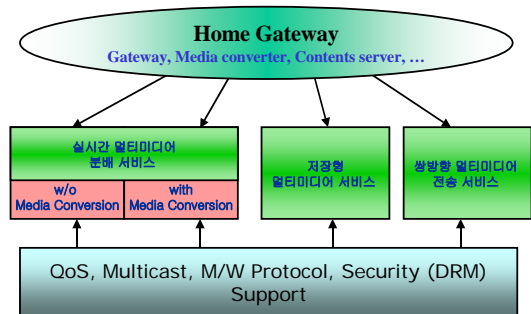 Home Gateway
Gateway, Media converter, Contents server, …
실시간 멀티미디어
분배 서비스
w/o
Media Conversion
with
Media Conversion
저장형
멀티미디어 서비스
쌍방향 멀티미디어
전송 서비스
QoS, Multicast, M/W Protocol, Security (DRM)
Support